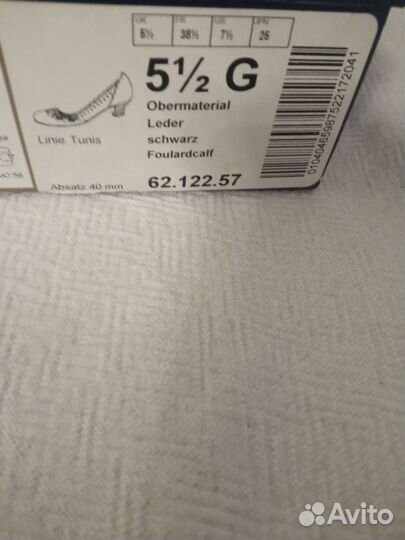 UK FR US JPN
5½ 38½ 7½ 25
5½ G
Obermaterial
Leder
schwarz
Foulardcalf
62.122.57
Linie Tunis
Absatz 40 mm
01040465987522172041
Avito